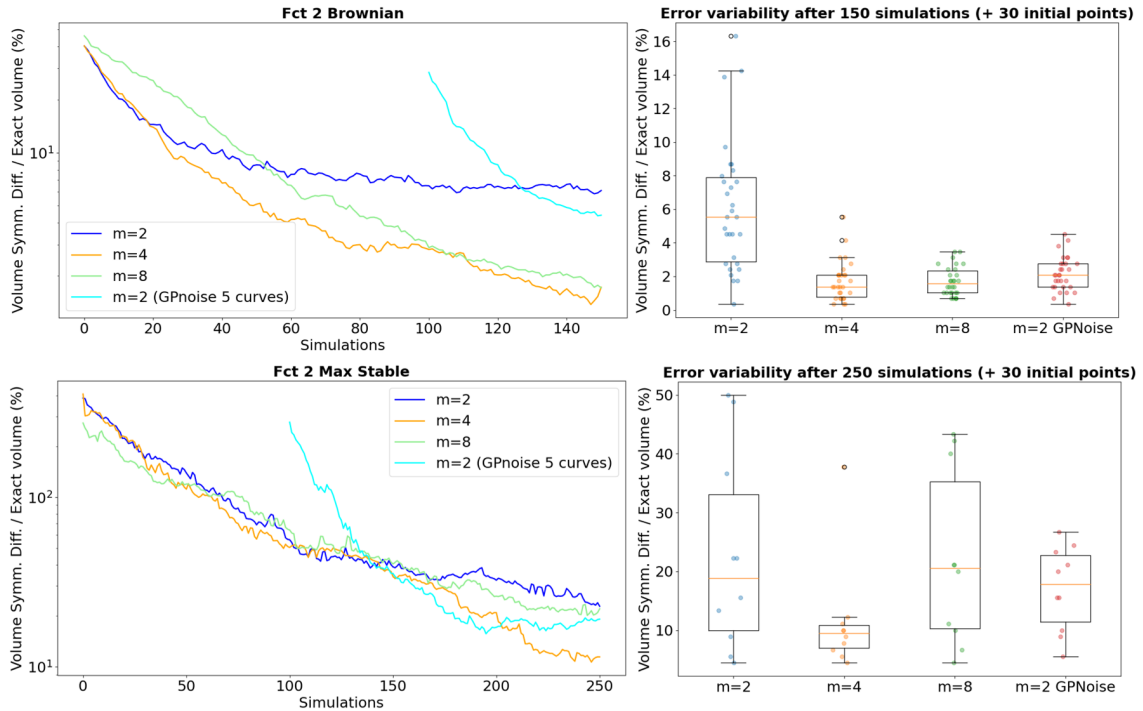 Fct 2 Brownian
Volume Symm. Diff. / Exact volume (%)
10¹
m=2
m=4
m=8
m=2 (GPnoise 5 curves)
0 20 40 60 80 100 120 140
Simulations
Error variability after 150 simulations (+ 30 initial points)
Volume Symm. Diff. / Exact volume (%)
16
14
12
10
8
6
4
2
0
m=2 m=4 m=8 m=2 GPNoise
Fct 2 Max Stable
Volume Symm. Diff. / Exact volume (%)
10²
10¹
m=2
m=4
m=8
m=2 (GPnoise 5 curves)
0 50 100 150 200 250
Simulations
Error variability after 250 simulations (+ 30 initial points)
Volume Symm. Diff. / Exact volume (%)
50
40
30
20
10
m=2 m=4 m=8 m=2 GPNoise